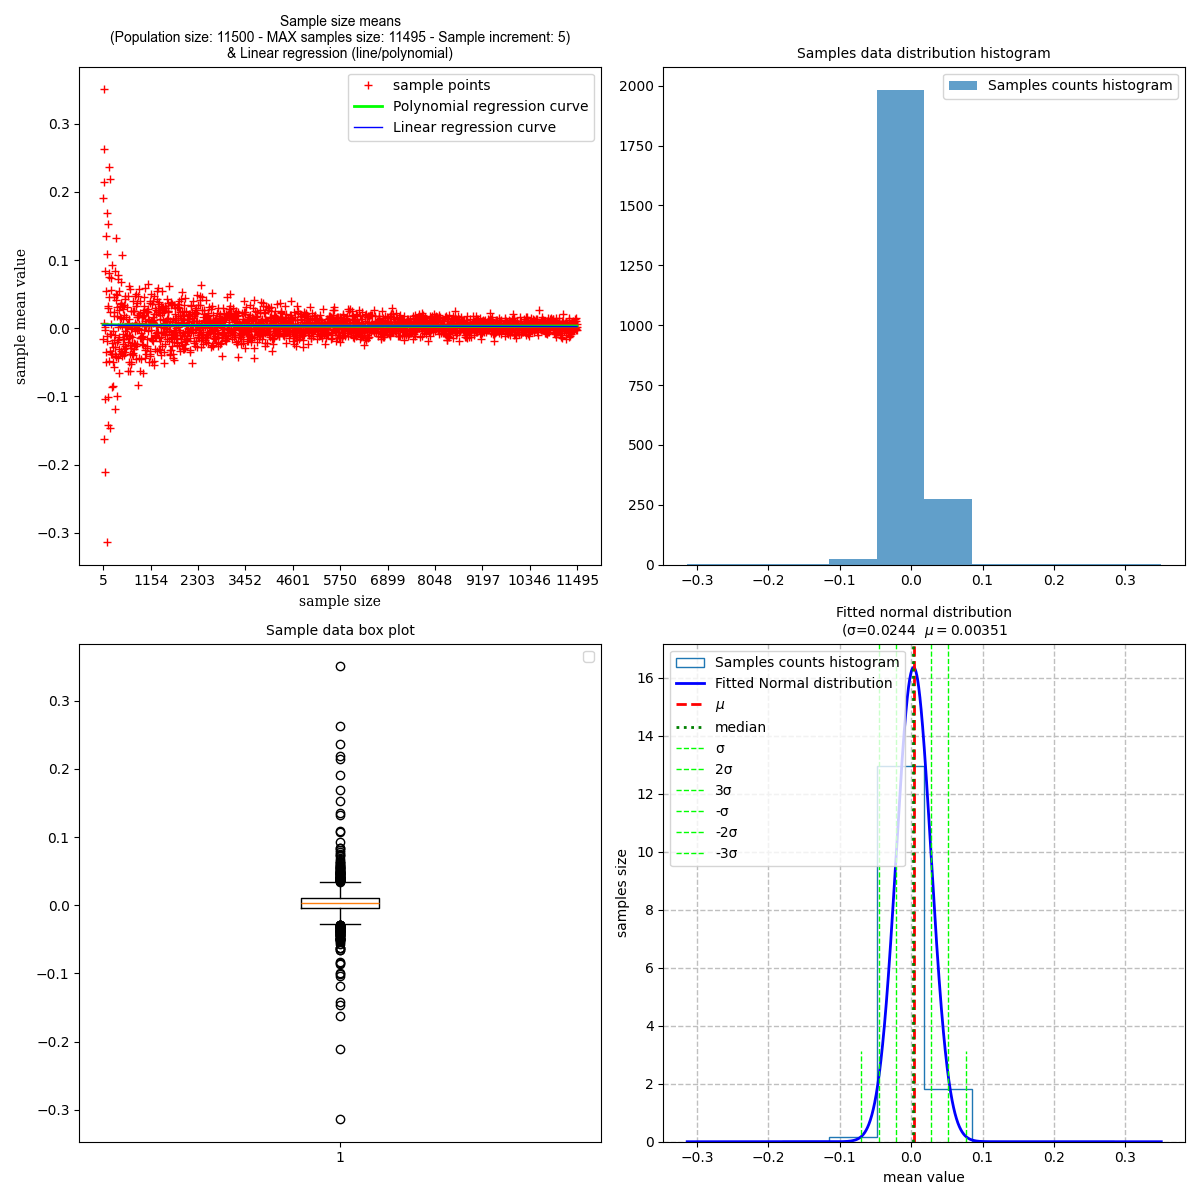 Sample size means
(Population size: 11500 - MAX samples size: 11495 - Sample increment: 5)
& Linear regression (line/polynomial)
sample points
Polynomial regression curve
Linear regression curve
0.3
0.2
0.1
0.0
−0.1
−0.2
−0.3
sample mean value
5 1154 2303 3452 4601 5750 6899 8048 9197 10346 11495
sample size
Samples data distribution histogram
Samples counts histogram
2000
1750
1500
1250
1000
750
500
250
0
−0.3 −0.2 −0.1 0.0 0.1 0.2 0.3
Sample data box plot
0.3
0.2
0.1
0.0
−0.1
−0.2
−0.3
1
Fitted normal distribution
(σ=0.0244 μ = 0.00351
Samples counts histogram
Fitted Normal distribution
μ
median
σ
2σ
3σ
-σ
-2σ
-3σ
16
14
12
10
8
6
4
2
0
samples size
−0.3 −0.2 −0.1 0.0 0.1 0.2 0.3
mean value